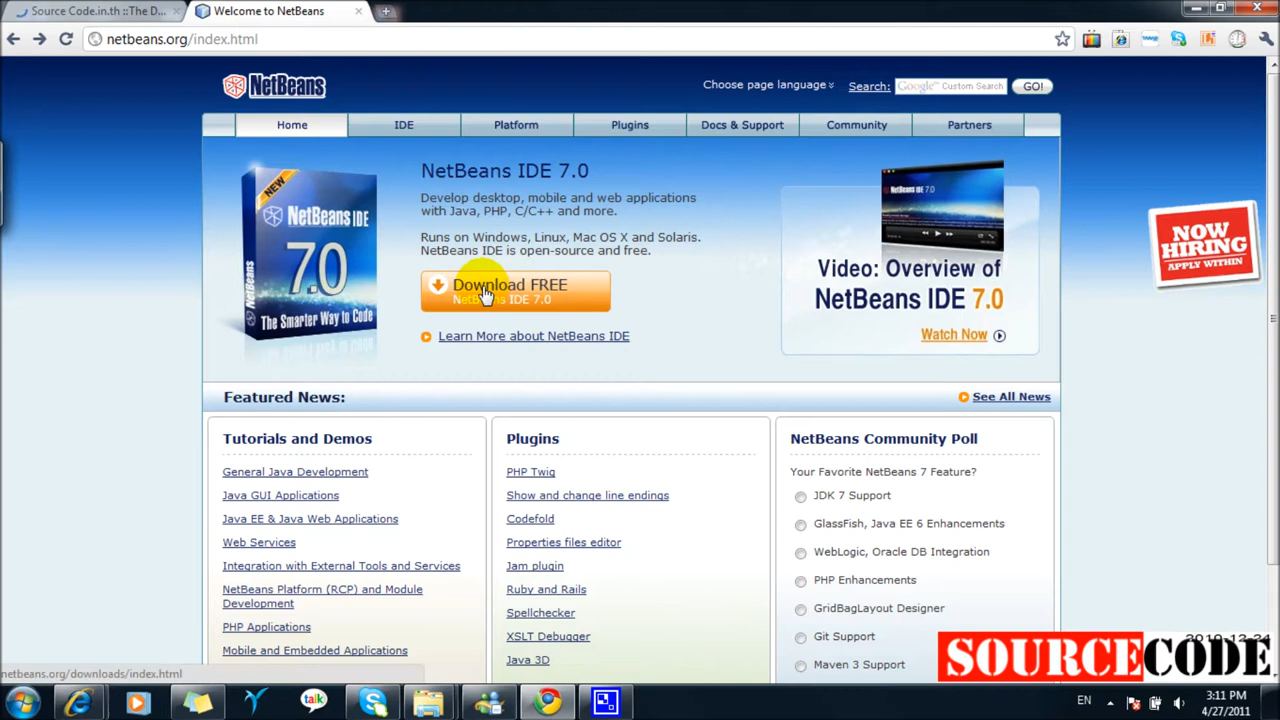 Source Code.in.th ::The D...
Welcome to NetBeans
netbeans.org/index.html
NetBeans
Choose page language
Search:
Google™ Custom Search
GO!
Home
IDE
Platform
Plugins
Docs & Support
Community
Partners
NEW
NetBeans IDE
7.0
The Smarter Way to Code
NetBeans IDE 7.0
Develop desktop, mobile and web applications
with Java, PHP, C/C++ and more.
Runs on Windows, Linux, Mac OS X and Solaris.
NetBeans IDE is open-source and free.
Download FREE
NetBeans IDE 7.0
Learn More about NetBeans IDE
NetBeans IDE 7.0
Video: Overview of
NetBeans IDE 7.0
Watch Now
NOW
HIRING
APPLY WITHIN
Featured News:
See All News
Tutorials and Demos
General Java Development
Java GUI Applications
Java EE & Java Web Applications
Web Services
Integration with External Tools and Services
NetBeans Platform (RCP) and Module
Development
PHP Applications
Mobile and Embedded Applications
Plugins
PHP Twig
Show and change line endings
Codefold
Properties files editor
Jam plugin
Ruby and Rails
Spellchecker
XSLT Debugger
Java 3D
NetBeans Community Poll
Your Favorite NetBeans 7 Feature?
JDK 7 Support
GlassFish, Java EE 6 Enhancements
WebLogic, Oracle DB Integration
PHP Enhancements
GridBagLayout Designer
Git Support
Maven 3 Support
SOURCECODE
netbeans.org/downloads/index.html
talk
EN
3:11 PM
4/27/2011